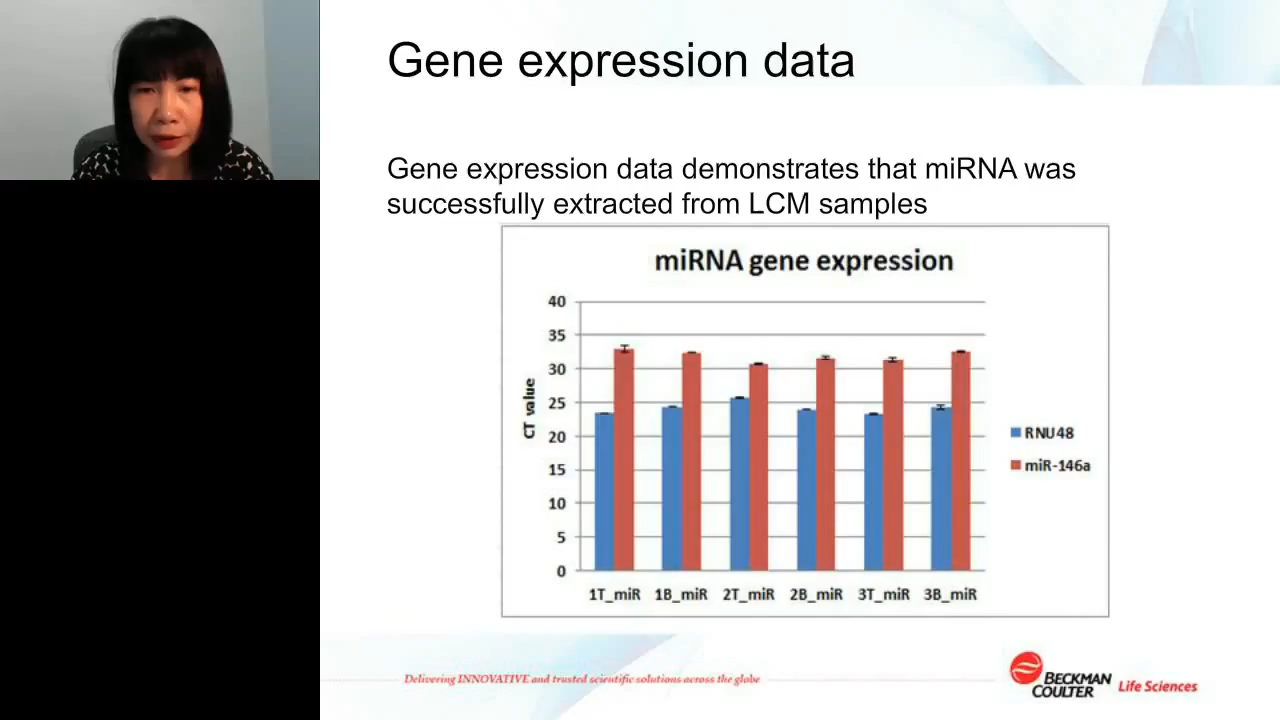 Gene expression data
Gene expression data demonstrates that miRNA was
successfully extracted from LCM samples
miRNA gene expression
40
35
30
25
20
15
10
5
0
CT value
1T_miR 1B_miR 2T_miR 2B_miR 3T_miR 3B_miR
RNU48
miR-146a
Delivering INNOVATIVE and trusted scientific solutions across the globe
BECKMAN
COULTER Life Sciences